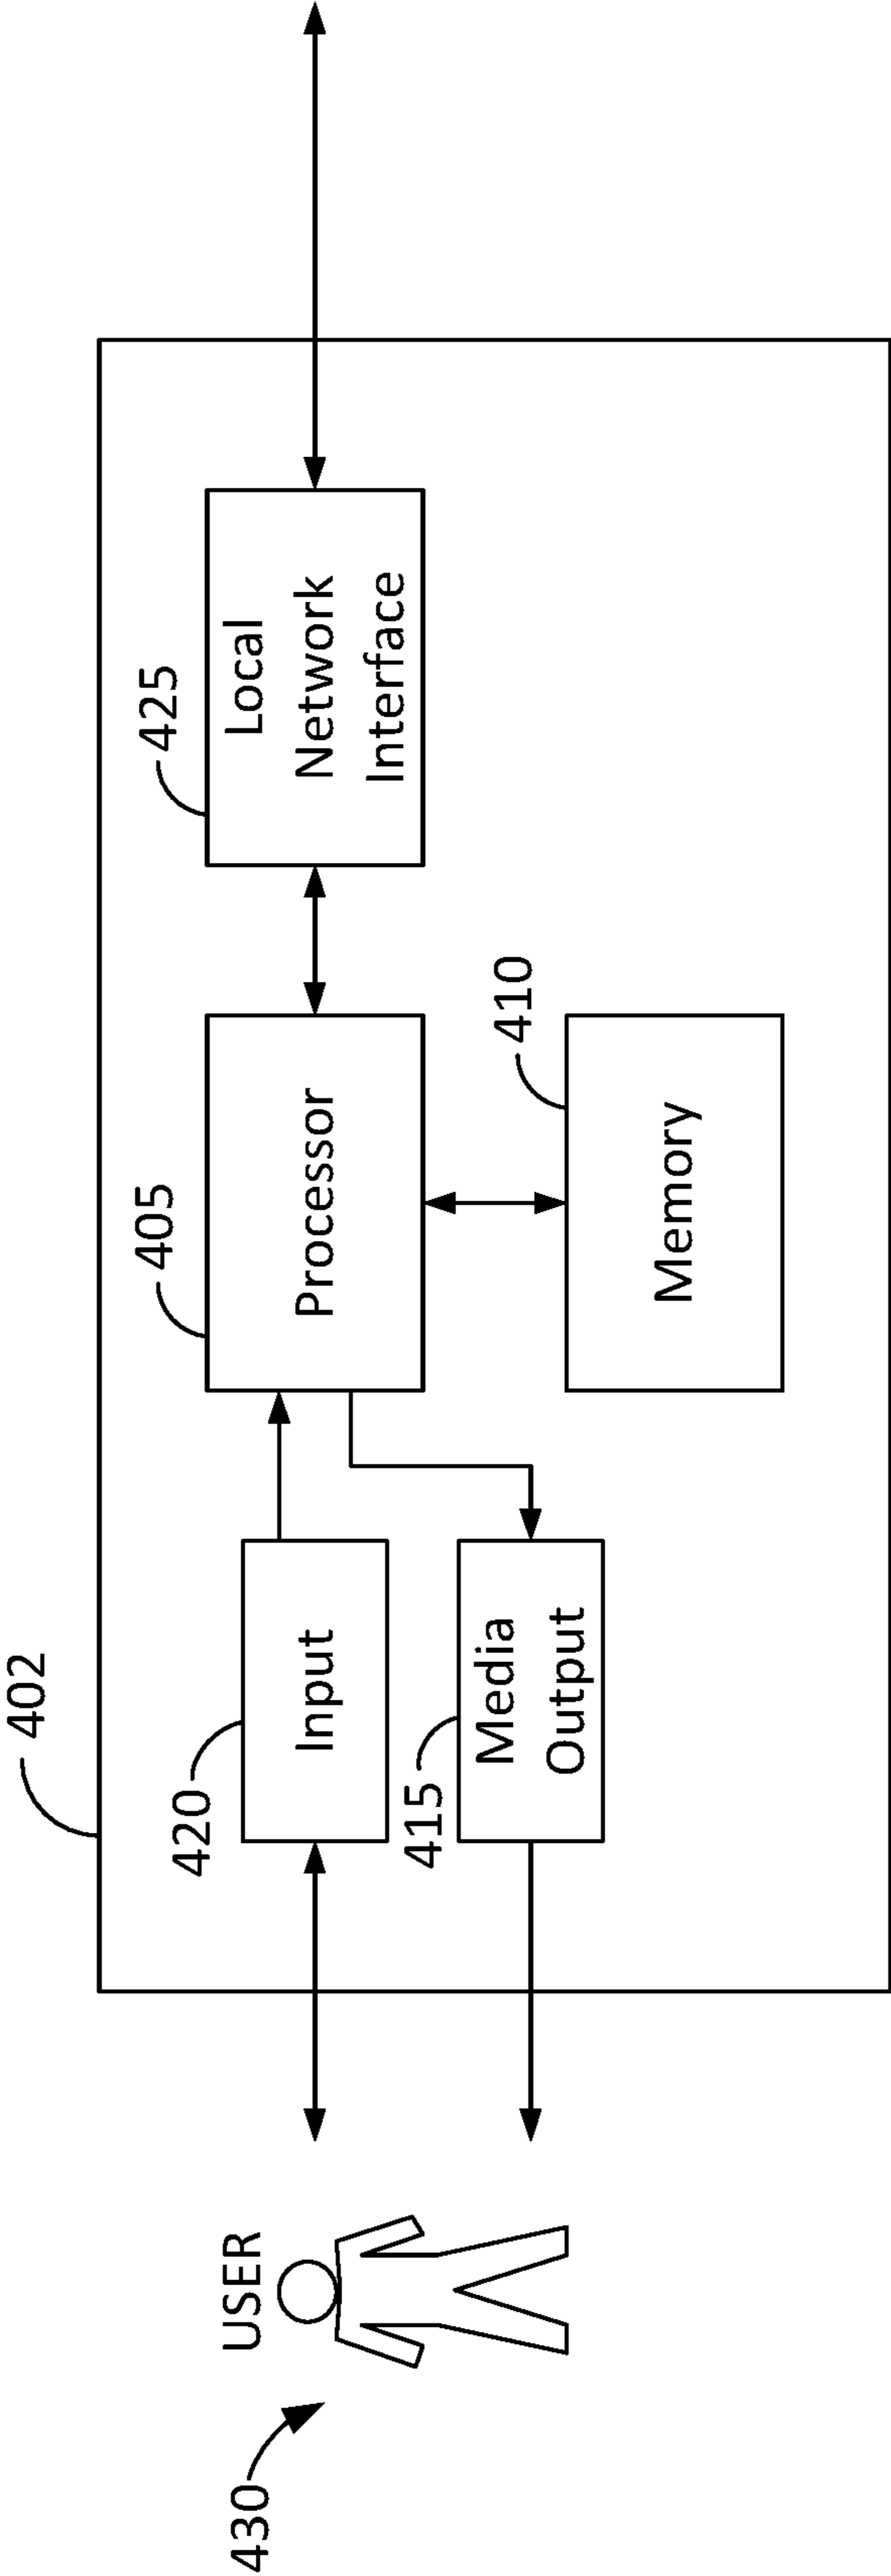 402
USER
430
420
Input
415
Media
Output
405
Processor
410
Memory
425
Local
Network
Interface